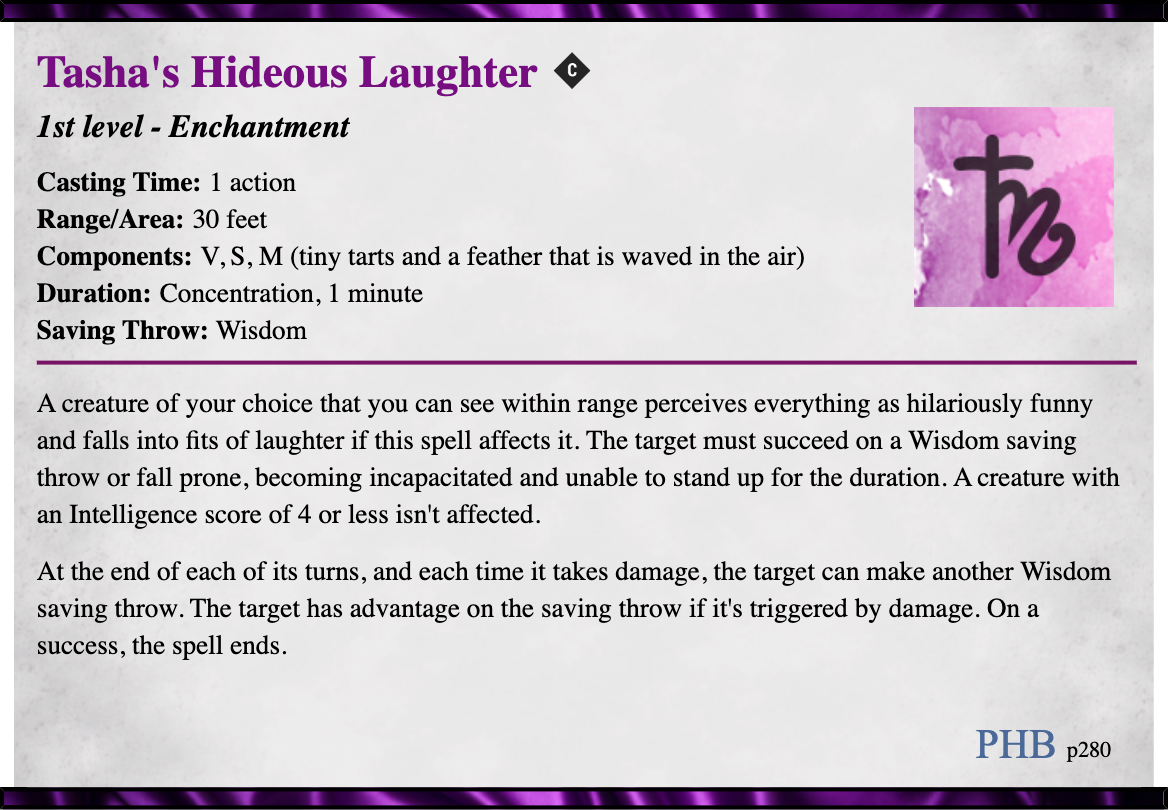 Tasha's Hideous Laughter C
1st level - Enchantment
Casting Time: 1 action
Range/Area: 30 feet
Components: V, S, M (tiny tarts and a feather that is waved in the air)
Duration: Concentration, 1 minute
Saving Throw: Wisdom
A creature of your choice that you can see within range perceives everything as hilariously funny
and falls into fits of laughter if this spell affects it. The target must succeed on a Wisdom saving
throw or fall prone, becoming incapacitated and unable to stand up for the duration. A creature with
an Intelligence score of 4 or less isn't affected.
At the end of each of its turns, and each time it takes damage, the target can make another Wisdom
saving throw. The target has advantage on the saving throw if it's triggered by damage. On a
success, the spell ends.
PHB p280